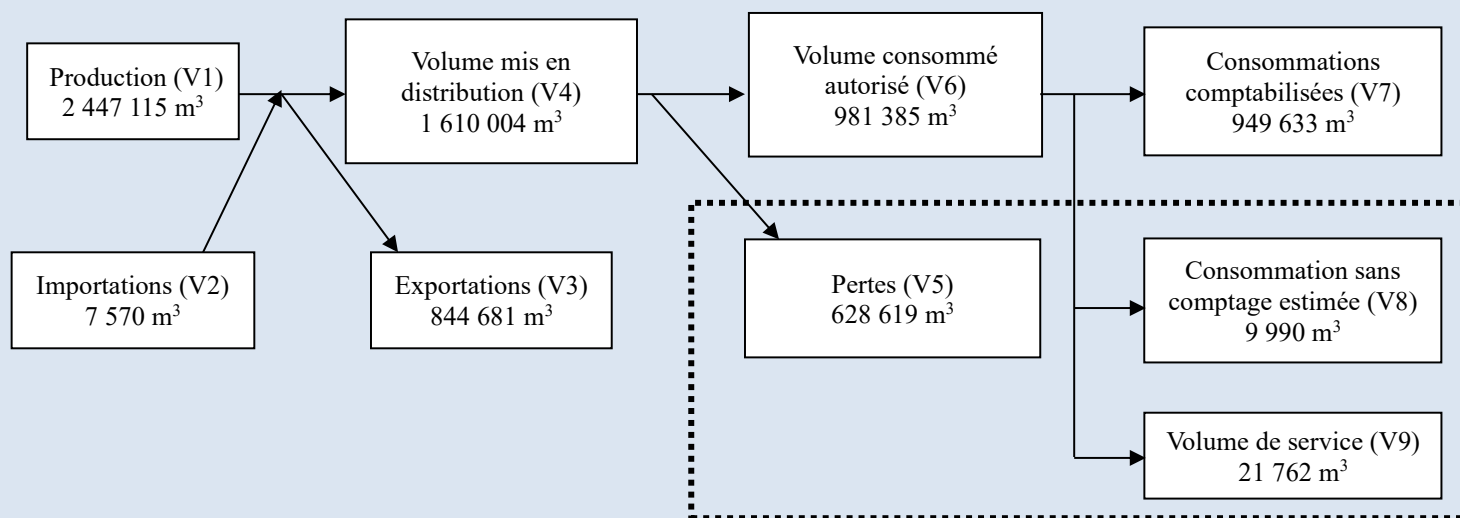 Production (V1)
2 447 115 m³
Volume mis en
distribution (V4)
1 610 004 m³
Volume consommé
autorisé (V6)
981 385 m³
Consommations
comptabilisées (V7)
949 633 m³
Importations (V2)
7 570 m³
Exportations (V3)
844 681 m³
Pertes (V5)
628 619 m³
Consommation sans
comptage estimée (V8)
9 990 m³
Volume de service (V9)
21 762 m³